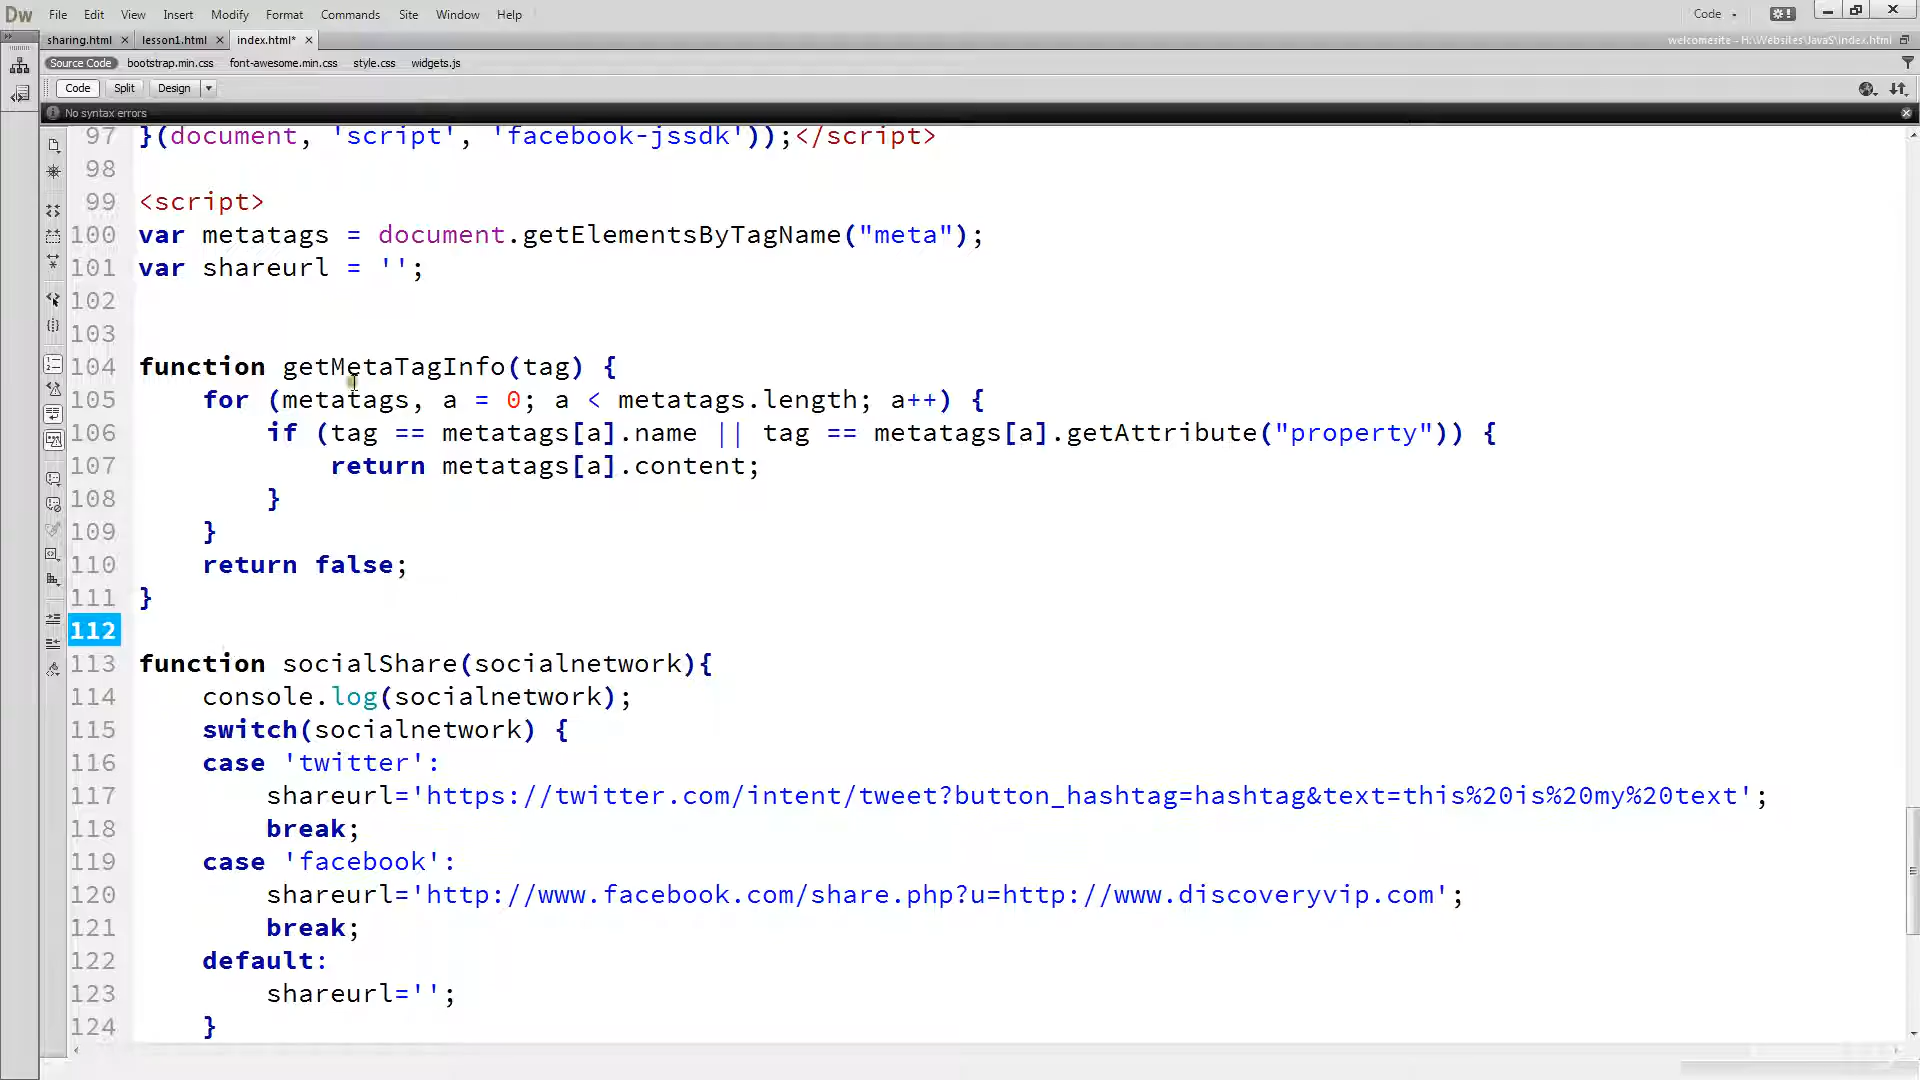 Dw File Edit View Insert Modify Format Commands Site Window Help Code
sharing.html × lesson1.html × index.html* × welcomesite - H:\Websites\JavaS\index.html
Source Code bootstrap.min.css font-awesome.min.css style.css widgets.js
Code Split Design
No syntax errors
97 }(document, 'script', 'facebook-jssdk'));</script>
98
99 <script>
100 var metatags = document.getElementsByTagName("meta");
101 var shareurl = '';
102
103
104 function getMetaTagInfo(tag) {
105 for (metatags, a = 0; a < metatags.length; a++) {
106 if (tag == metatags[a].name || tag == metatags[a].getAttribute("property")) {
107 return metatags[a].content;
108 }
109 }
110 return false;
111 }
112
113 function socialShare(socialnetwork){
114 console.log(socialnetwork);
115 switch(socialnetwork) {
116 case 'twitter':
117 shareurl='https://twitter.com/intent/tweet?button_hashtag=hashtag&text=this%20is%20my%20text';
118 break;
119 case 'facebook':
120 shareurl='http://www.facebook.com/share.php?u=http://www.discoveryvip.com';
121 break;
122 default:
123 shareurl='';
124 }